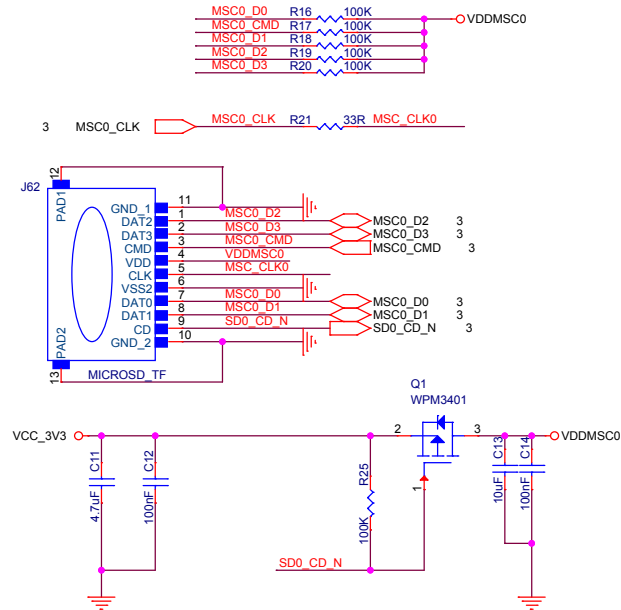 MSC0_D0 R16 100K VDDMSC0
MSC0_CMD R17 100K
MSC0_D1 R18 100K
MSC0_D2 R19 100K
MSC0_D3 R20 100K
3 MSC0_CLK MSC0_CLK R21 33R MSC_CLK0
J62
12
PAD1
GND_1 11
DAT2 1 MSC0_D2 MSC0_D2 3
DAT3 2 MSC0_D3 MSC0_D3 3
CMD 3 MSC0_CMD MSC0_CMD 3
VDD 4 VDDMSC0
CLK 5 MSC_CLK0
VSS2 6
DAT0 7 MSC0_D0 MSC0_D0 3
DAT1 8 MSC0_D1 MSC0_D1 3
CD 9 SD0_CD_N SD0_CD_N 3
GND_2 10
PAD2
13
MICROSD_TF
Q1
WPM3401
VCC_3V3 2 3 VDDMSC0
C11
4.7uF
C12
100nF
R25
100K
1
C13
10uF
C14
100nF
SD0_CD_N